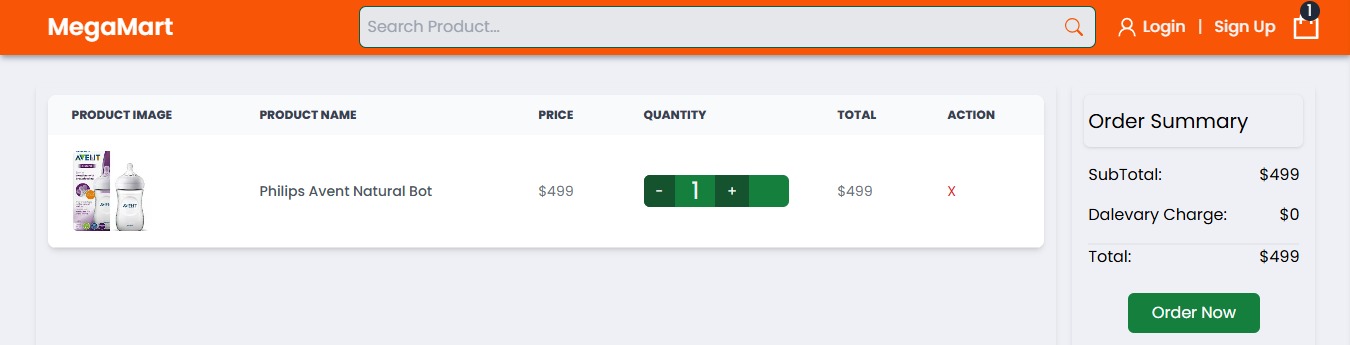 MegaMart
Search Product...
Login | Sign Up
1
PRODUCT IMAGE PRODUCT NAME PRICE QUANTITY TOTAL ACTION
AVENT
AVENT
Philips Avent Natural Bot $499 - 1 + $499 X
Order Summary
SubTotal: $499
Dalevary Charge: $0
Total: $499
Order Now